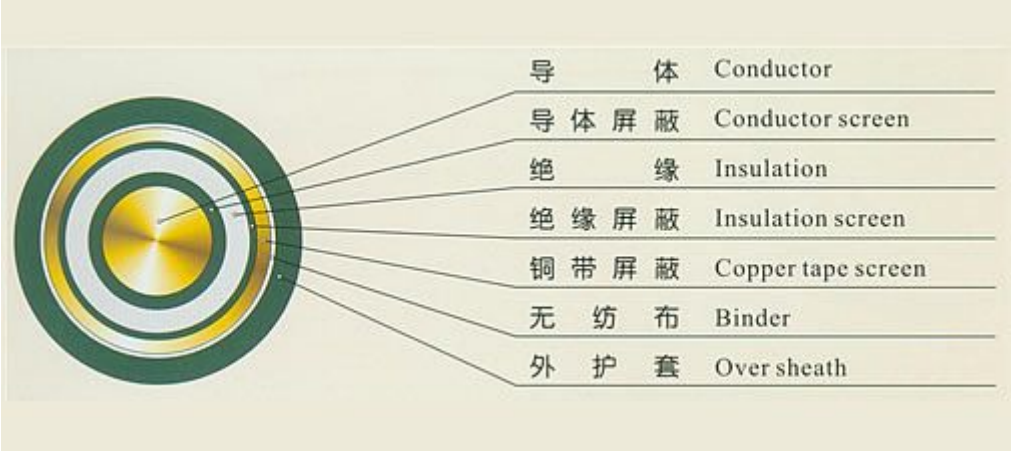 导体 Conductor
导体屏蔽 Conductor screen
绝缘 Insulation
绝缘屏蔽 Insulation screen
铜带屏蔽 Copper tape screen
无纺布 Binder
外护套 Over sheath